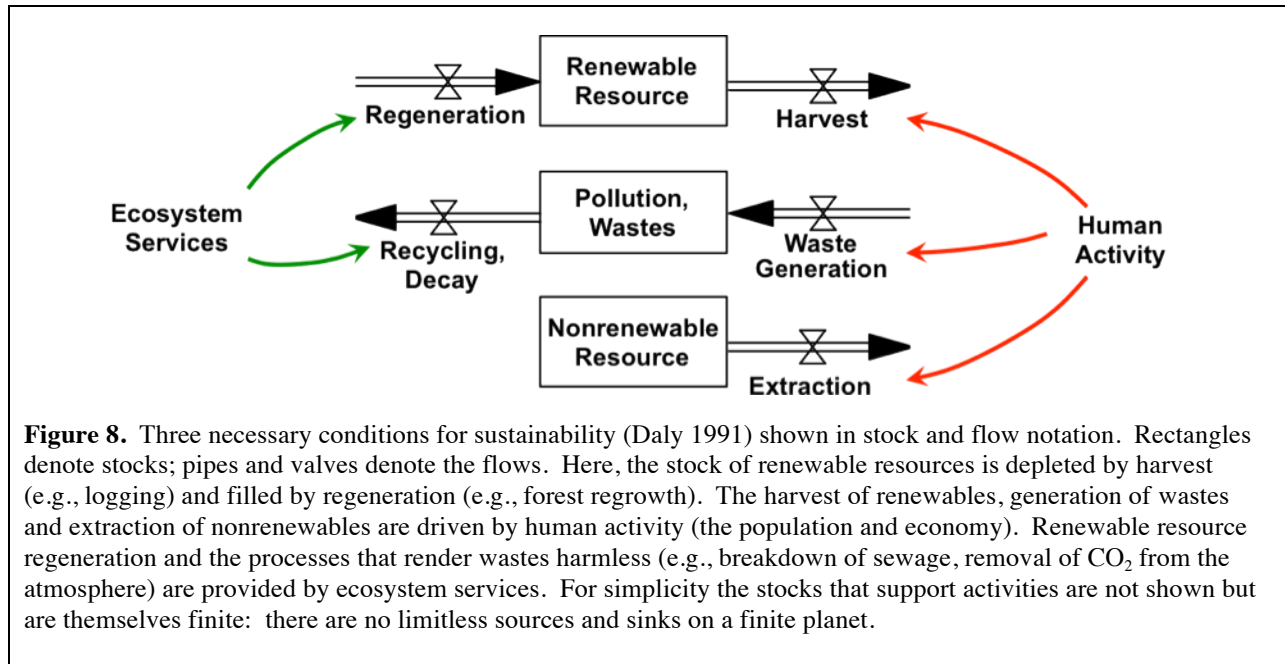 Renewable
Resource
Regeneration
Harvest
Ecosystem
Services
Pollution,
Wastes
Recycling,
Decay
Waste
Generation
Human
Activity
Nonrenewable
Resource
Extraction
Figure 8. Three necessary conditions for sustainability (Daly 1991) shown in stock and flow notation. Rectangles
denote stocks; pipes and valves denote the flows. Here, the stock of renewable resources is depleted by harvest
(e.g., logging) and filled by regeneration (e.g., forest regrowth). The harvest of renewables, generation of wastes
and extraction of nonrenewables are driven by human activity (the population and economy). Renewable resource
regeneration and the processes that render wastes harmless (e.g., breakdown of sewage, removal of CO₂ from the
atmosphere) are provided by ecosystem services. For simplicity the stocks that support activities are not shown but
are themselves finite: there are no limitless sources and sinks on a finite planet.